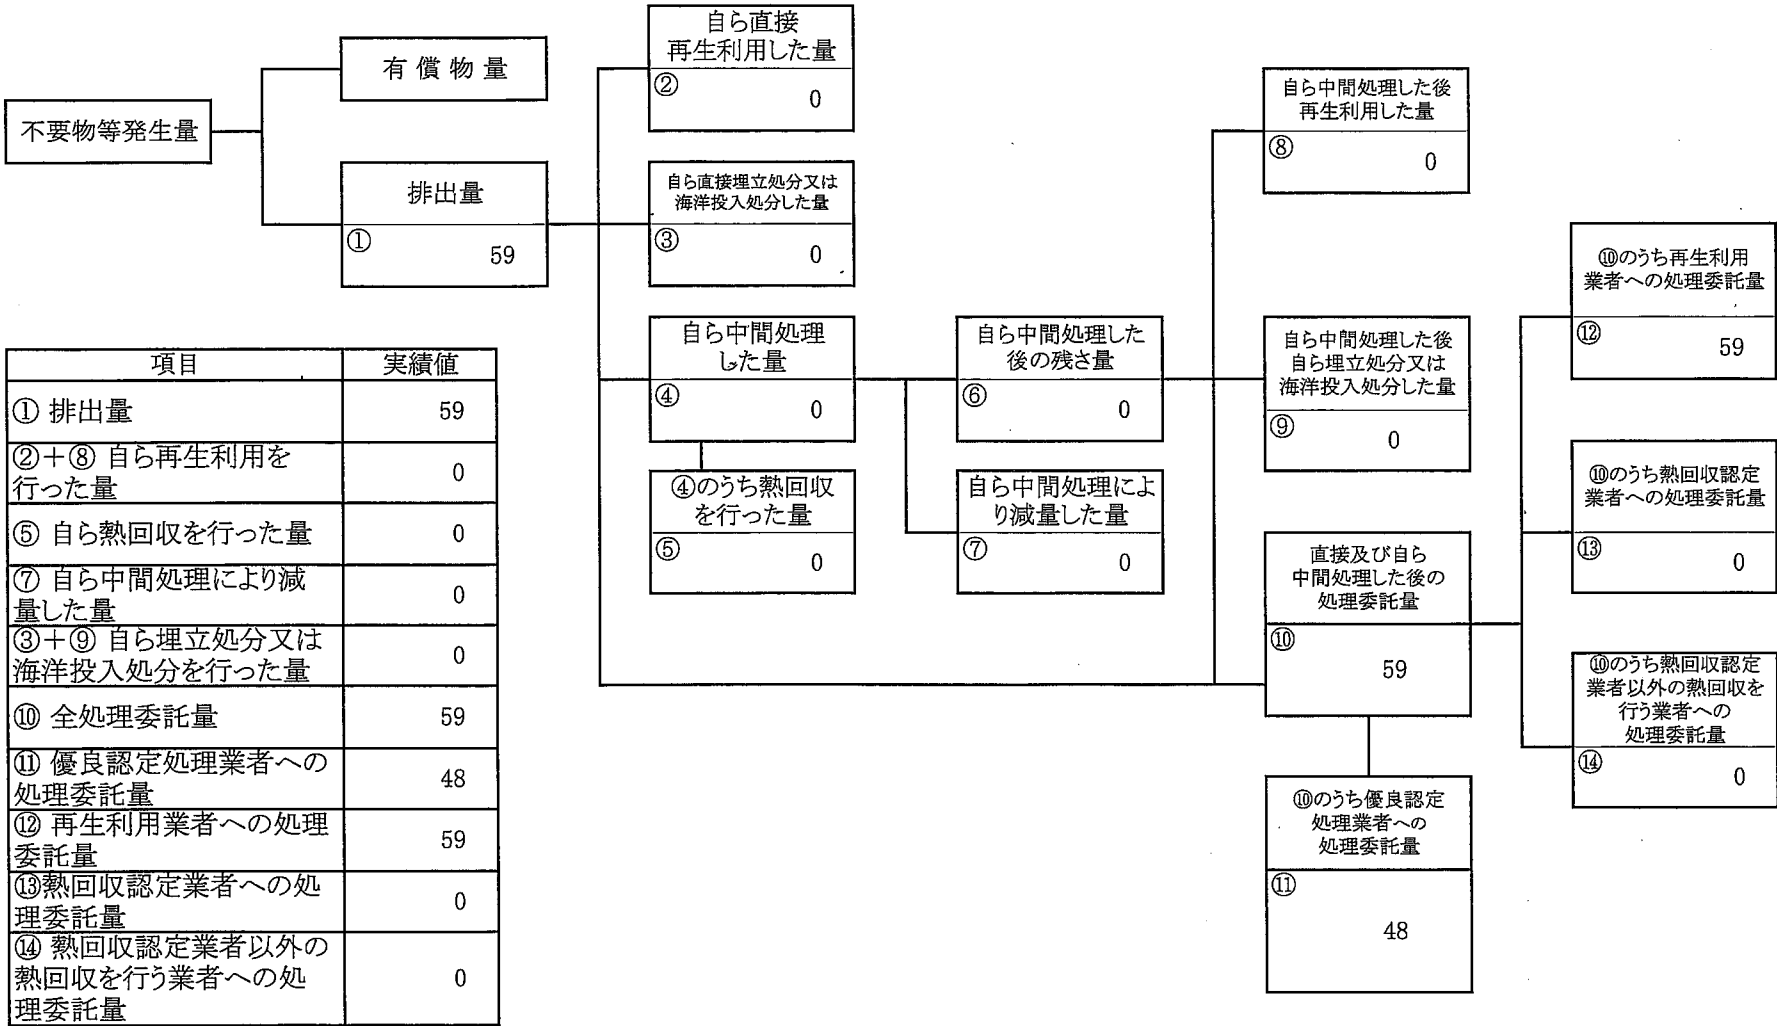 不要物等発生量
有償物量
排出量
①
59
自ら直接
再生利用した量
②
0
自ら直接埋立処分又は
海洋投入処分した量
③
0
自ら中間処理
した量
④
0
④のうち熱回収
を行った量
⑤
0
自ら中間処理した
後の残さ量
⑥
0
自ら中間処理によ
り減量した量
⑦
0
自ら中間処理した後
再生利用した量
⑧
0
自ら中間処理した後
自ら埋立処分又は
海洋投入処分した量
⑨
0
直接及び自ら
中間処理した後の
処理委託量
⑩
59
⑩のうち優良認定
処理業者への
処理委託量
⑪
48
⑩のうち再生利用
業者への処理委託量
⑫
59
⑩のうち熱回収認定
業者への処理委託量
⑬
0
⑩のうち熱回収認定
業者以外の熱回収を
行う業者への
処理委託量
⑭
0
項目 実績値
① 排出量 59
②+⑧ 自ら再生利用を
行った量 0
⑤ 自ら熱回収を行った量 0
⑦ 自ら中間処理により減
量した量 0
③+⑨ 自ら埋立処分又は
海洋投入処分を行った量 0
⑩ 全処理委託量 59
⑪ 優良認定処理業者への
処理委託量 48
⑫ 再生利用業者への処理
委託量 59
⑬熱回収認定業者への処
理委託量 0
⑭ 熱回収認定業者以外の
熱回収を行う業者への処
理委託量 0